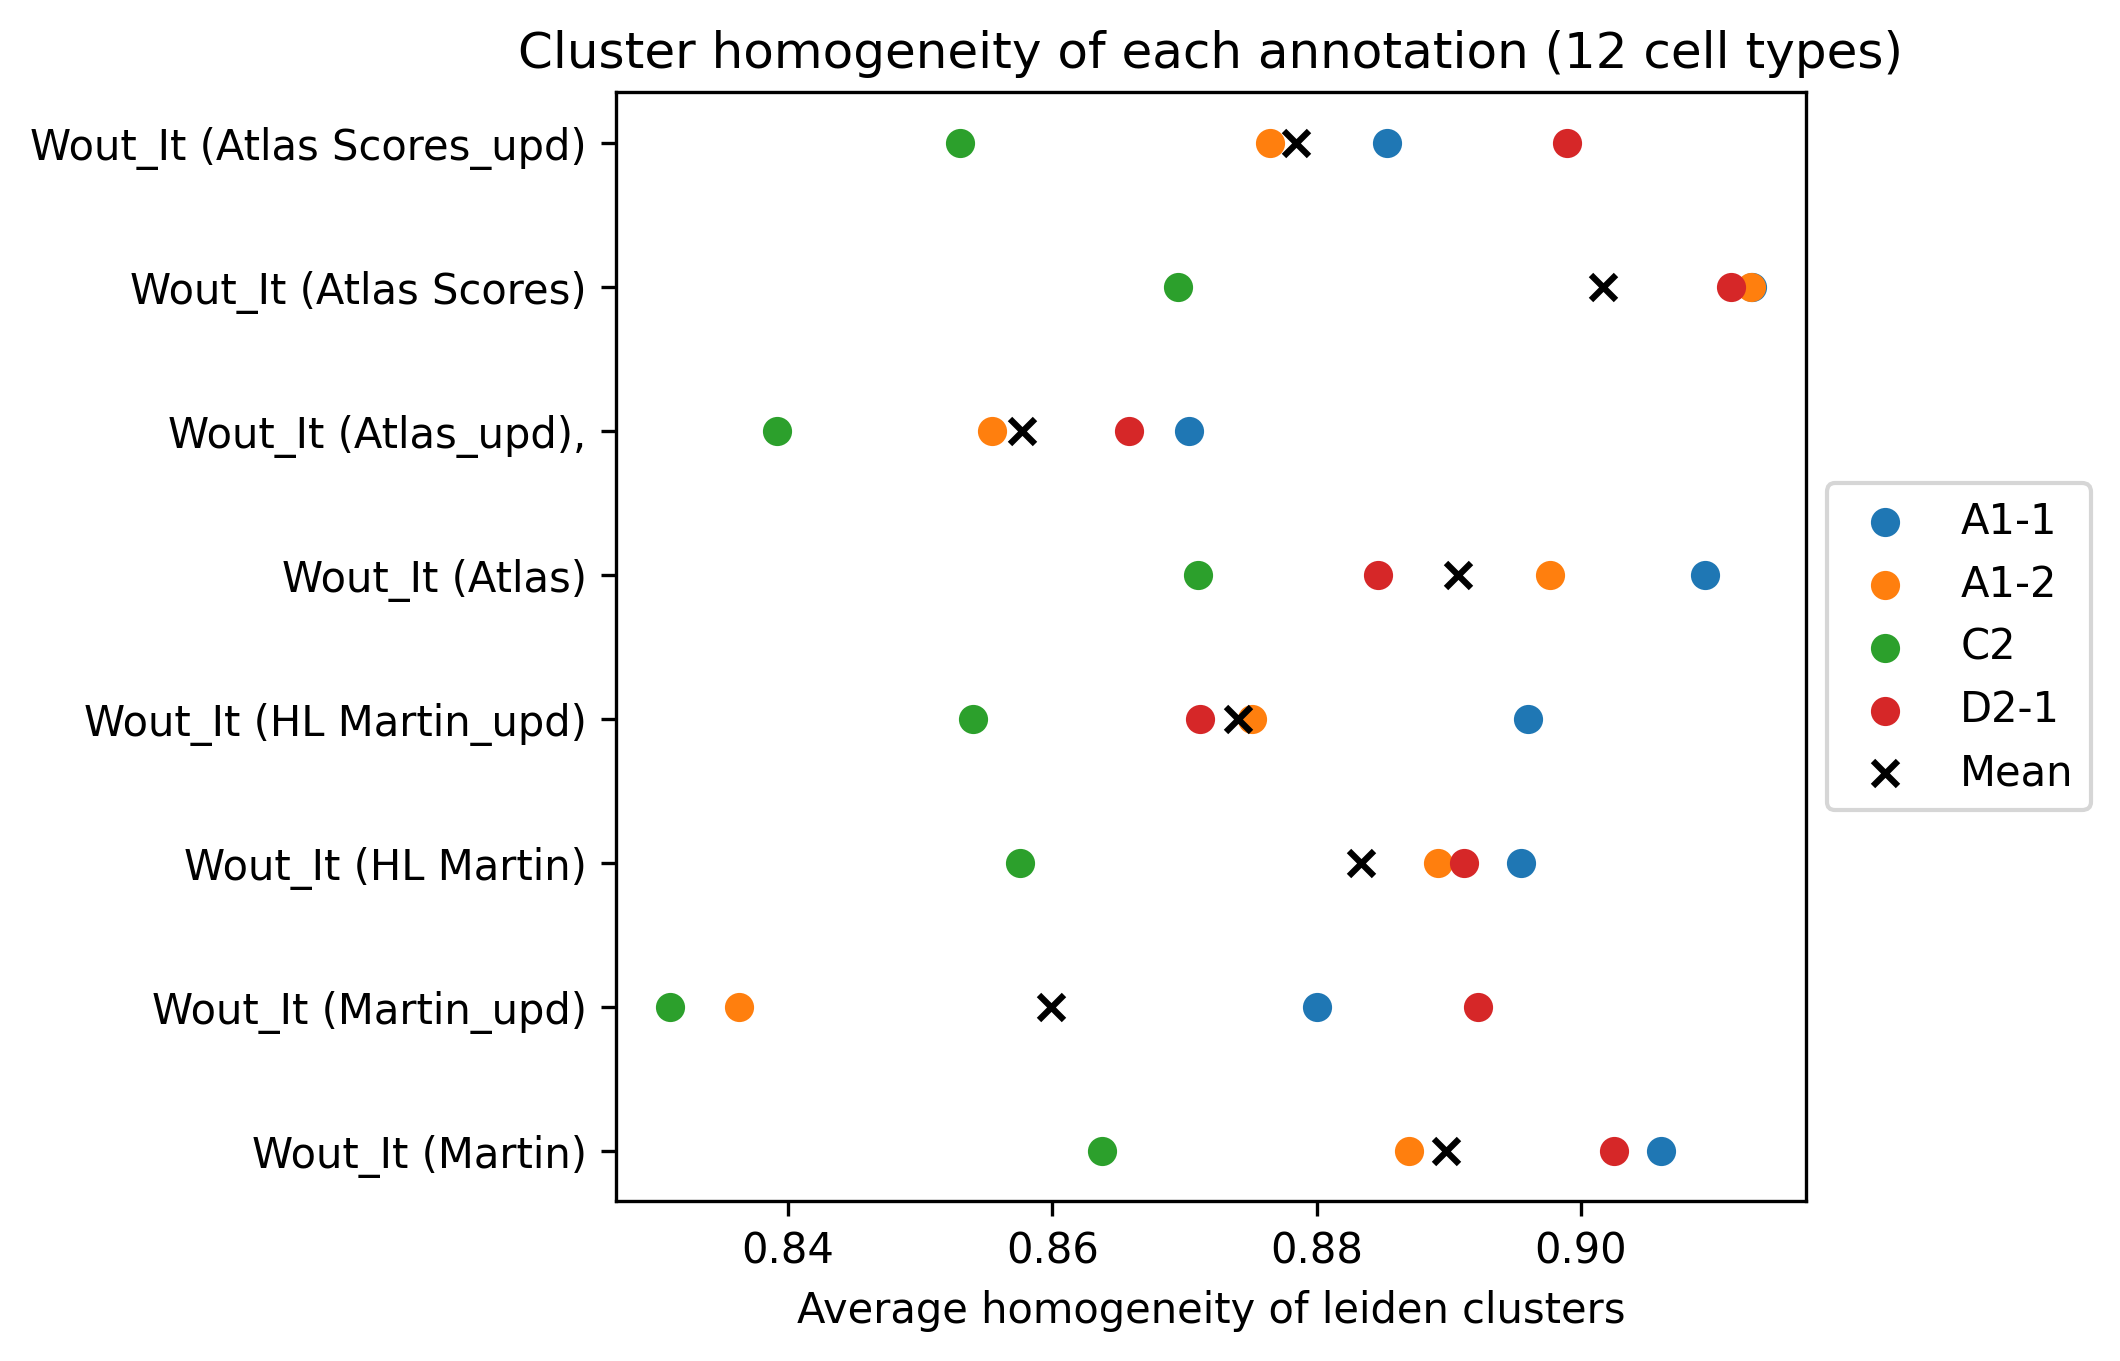 Cluster homogeneity of each annotation (12 cell types)
Wout_It (Atlas Scores_upd)
Wout_It (Atlas Scores)
Wout_It (Atlas_upd),
Wout_It (Atlas)
Wout_It (HL Martin_upd)
Wout_It (HL Martin)
Wout_It (Martin_upd)
Wout_It (Martin)
0.84 0.86 0.88 0.90
Average homogeneity of leiden clusters
A1-1
A1-2
C2
D2-1
Mean